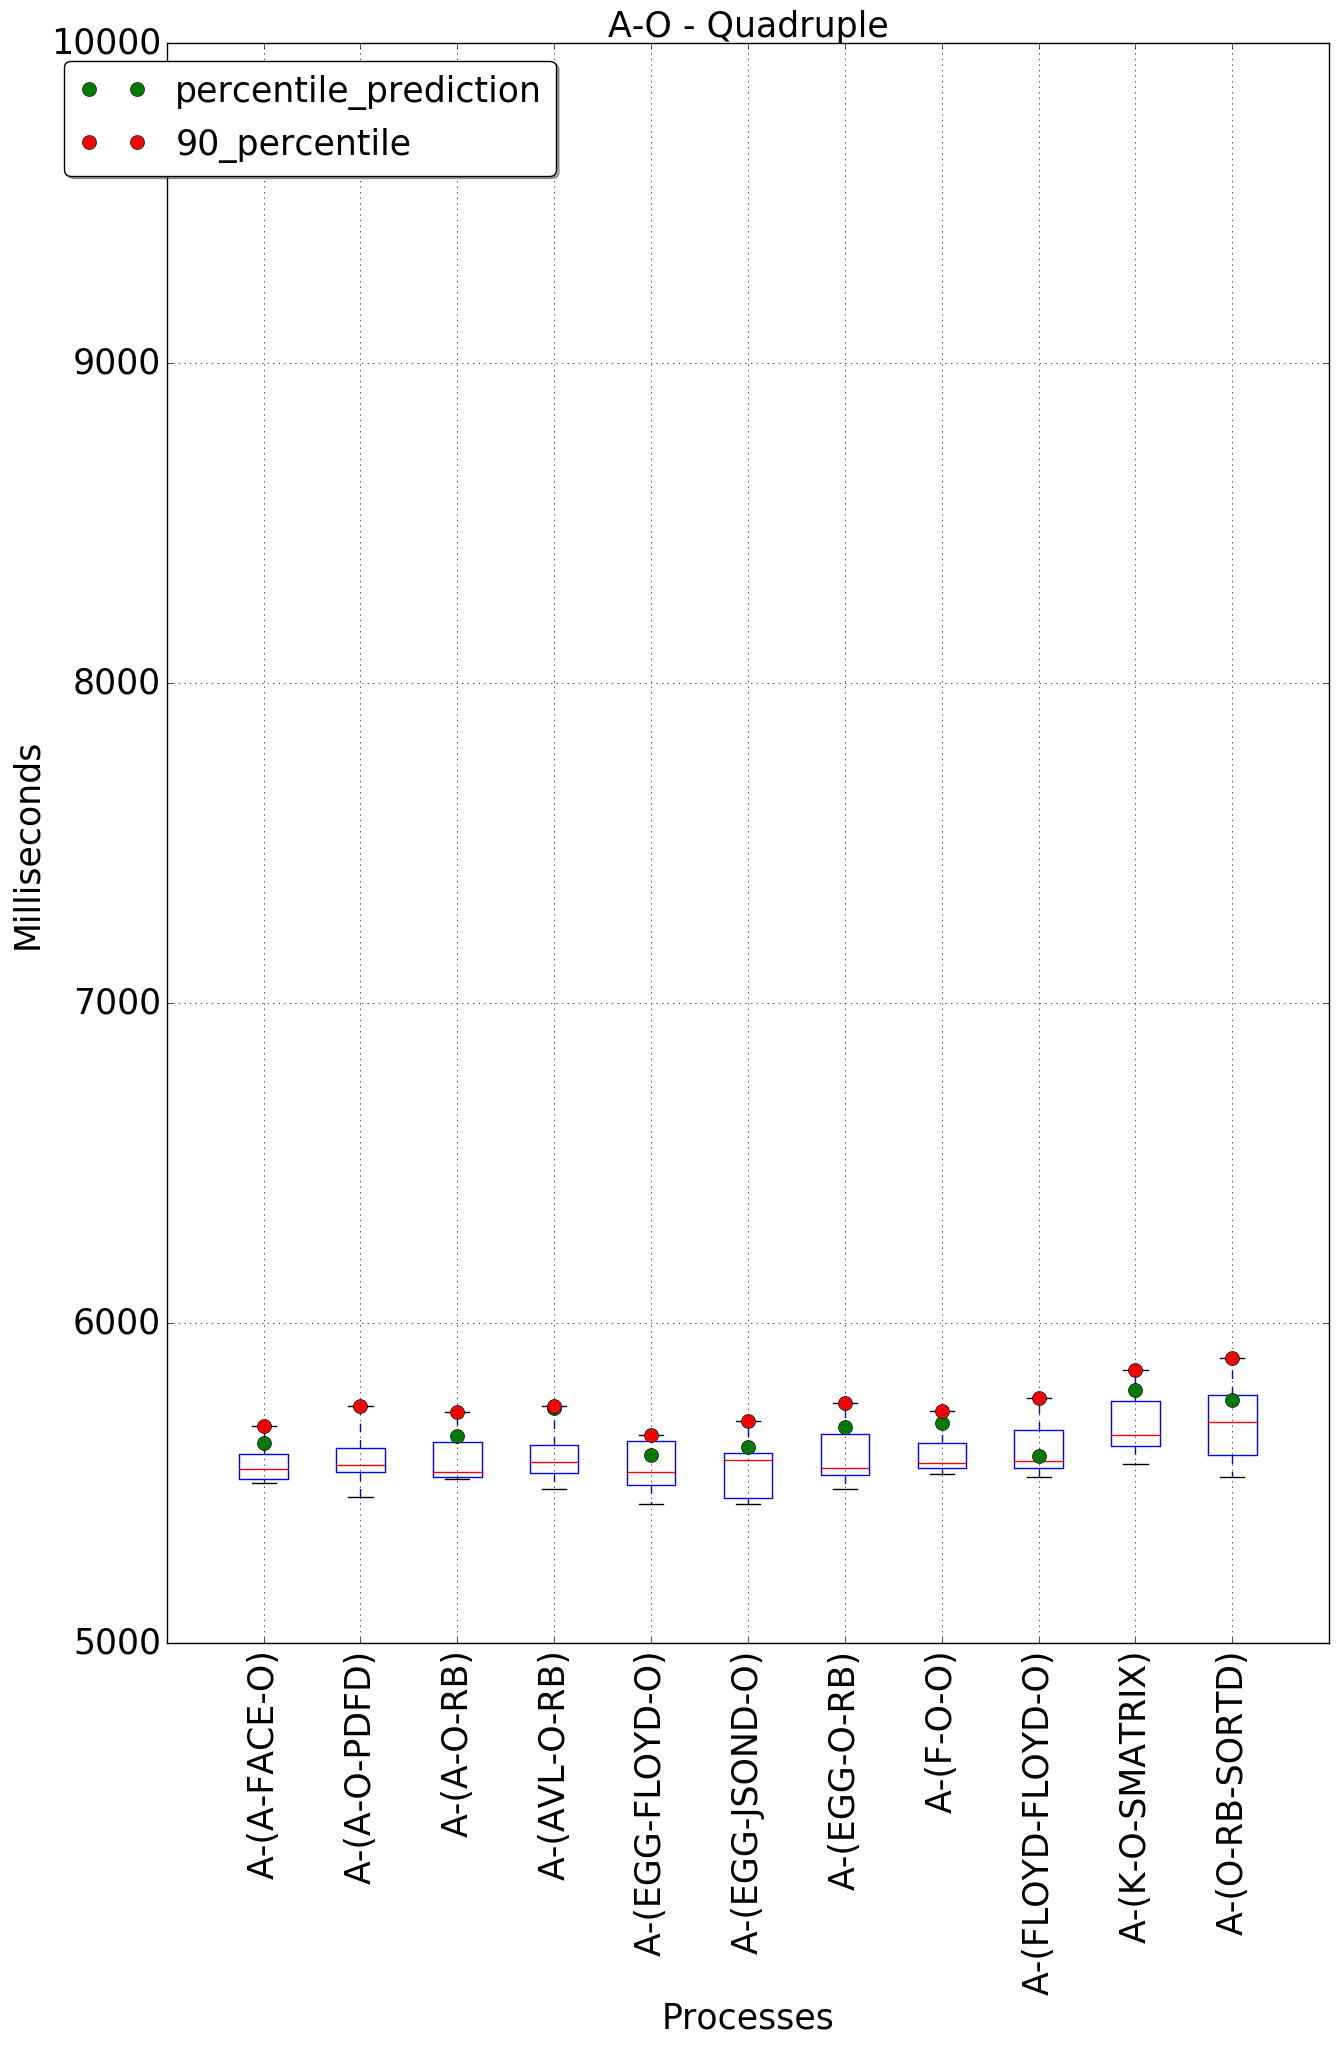 A-O - Quadruple
10000
percentile_prediction
90_percentile
9000
8000
7000
6000
5000
Milliseconds
A-(A-FACE-O)
A-(A-O-PDFD)
A-(A-O-RB)
A-(AVL-O-RB)
A-(EGG-FLOYD-O)
A-(EGG-JSOND-O)
A-(EGG-O-RB)
A-(F-O-O)
A-(FLOYD-FLOYD-O)
A-(K-O-SMATRIX)
A-(O-RB-SORTD)
Processes